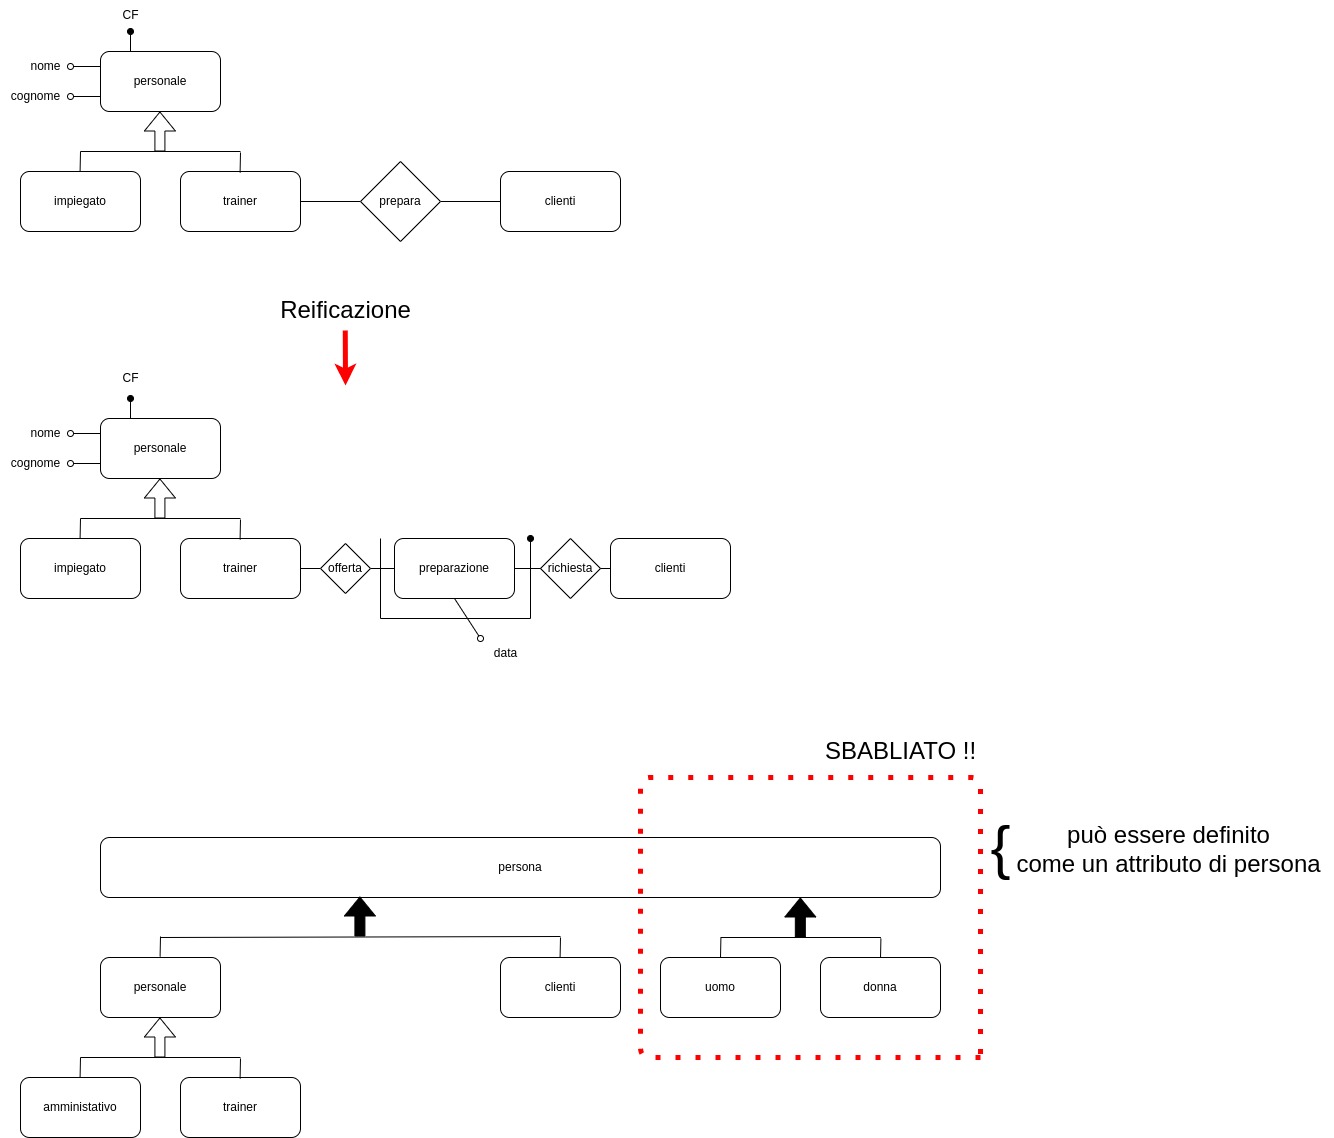 CF
nome
personale
cognome
impiegato
trainer
prepara
clienti
Reificazione
CF
nome
personale
cognome
impiegato
trainer
offerta
preparazione
richiesta
clienti
data
SBABLIATO !!
persona
{
può essere definito
come un attributo di persona
personale
clienti
uomo
donna
amministativo
trainer